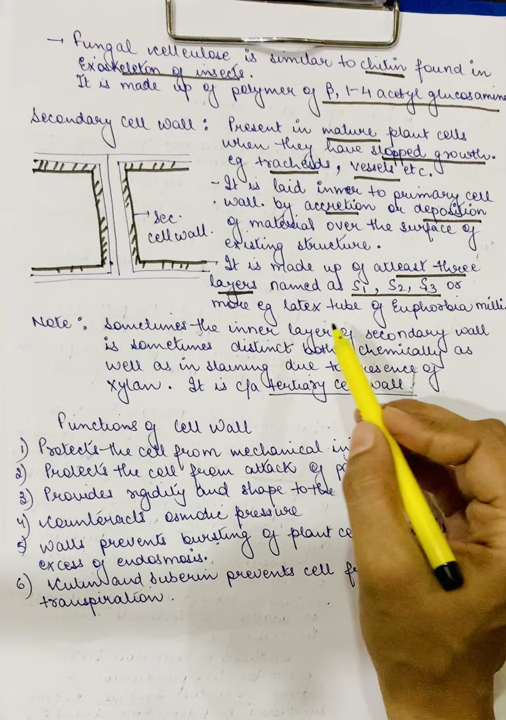 → Fungal cellulose is similar to chitin found in
Exoskeleton of insects.
It is made up of polymer of β, 1-4 acetyl glucosamine
Secondary cell wall : Present in mature plant cells
when they have stopped growth.
eg tracheids, vessels etc.
- It is laid inner to primary cell
wall by accretion or deposition
of material over the surface of
existing structure.
- It is made up of atleast three
layers named as S1, S2, S3 or
more eg latex tube of Euphorbia milli
→ Sec.
cell wall.
Note : Sometimes the inner layer of secondary wall
is sometimes distinct both chemically as
well as in staining due to presence of
xylan. It is c/a tertiary cell wall.
Functions of Cell Wall
1) Protects the cell from mechanical in
2) Protects the cell from attack of
3) Provides rigidity and shape to the
4) Counteracts osmotic pressure
5) Walls prevents bursting of plant ce
excess of endosmosis.
6) Cutin and suberin prevents cell f
transpiration.